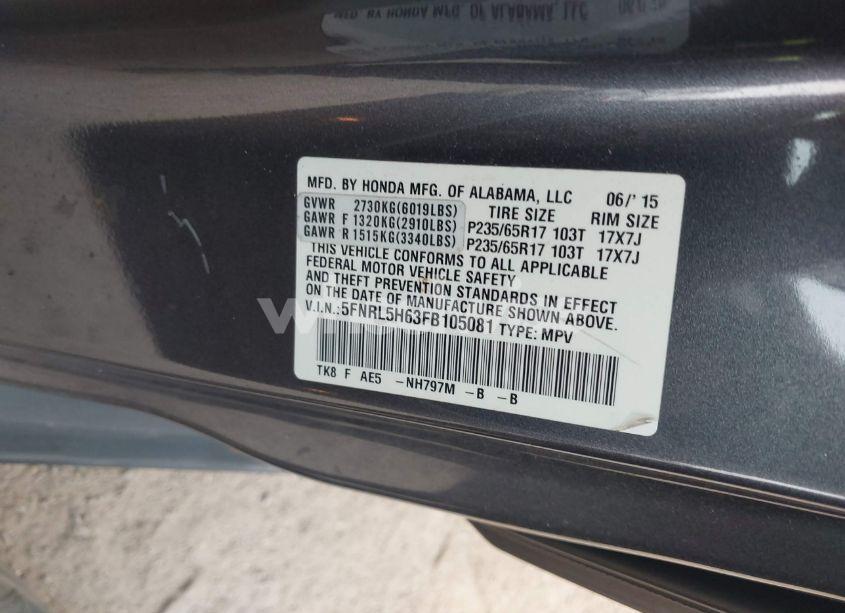 MFD. BY HONDA MFG. OF ALABAMA, LLC 06/' 15
GVWR 2730KG(6019LBS) TIRE SIZE RIM SIZE
GAWR F 1320KG(2910LBS) P235/65R17 103T 17X7J
GAWR R 1515KG(3340LBS) P235/65R17 103T 17X7J
THIS VEHICLE CONFORMS TO ALL APPLICABLE
FEDERAL MOTOR VEHICLE SAFETY
AND THEFT PREVENTION STANDARDS IN EFFECT
ON THE DATE OF MANUFACTURE SHOWN ABOVE.
V.I.N.:5FNRL5H63FB105081 TYPE: MPV
TK8 F AE5 -NH797M -B -B